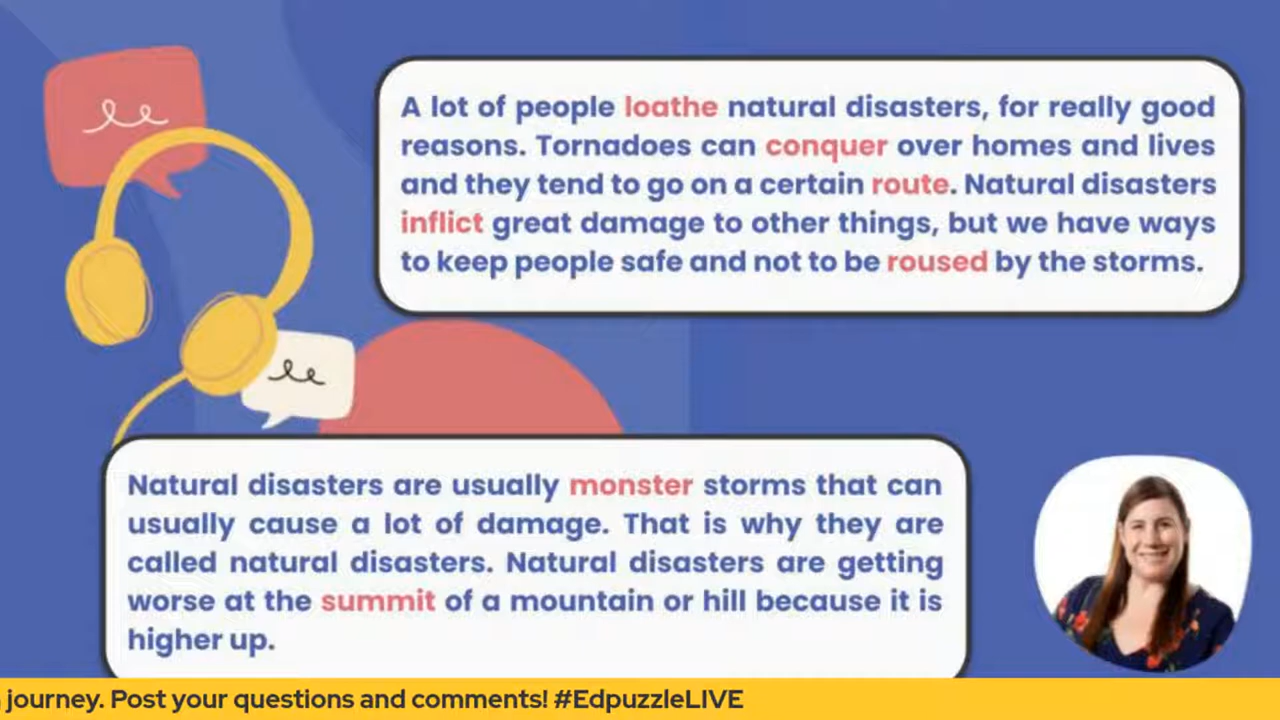 A lot of people loathe natural disasters, for really good
reasons. Tornadoes can conquer over homes and lives
and they tend to go on a certain route. Natural disasters
inflict great damage to other things, but we have ways
to keep people safe and not to be roused by the storms.
Natural disasters are usually monster storms that can
usually cause a lot of damage. That is why they are
called natural disasters. Natural disasters are getting
worse at the summit of a mountain or hill because it is
higher up.
journey. Post your questions and comments! #EdpuzzleLIVE